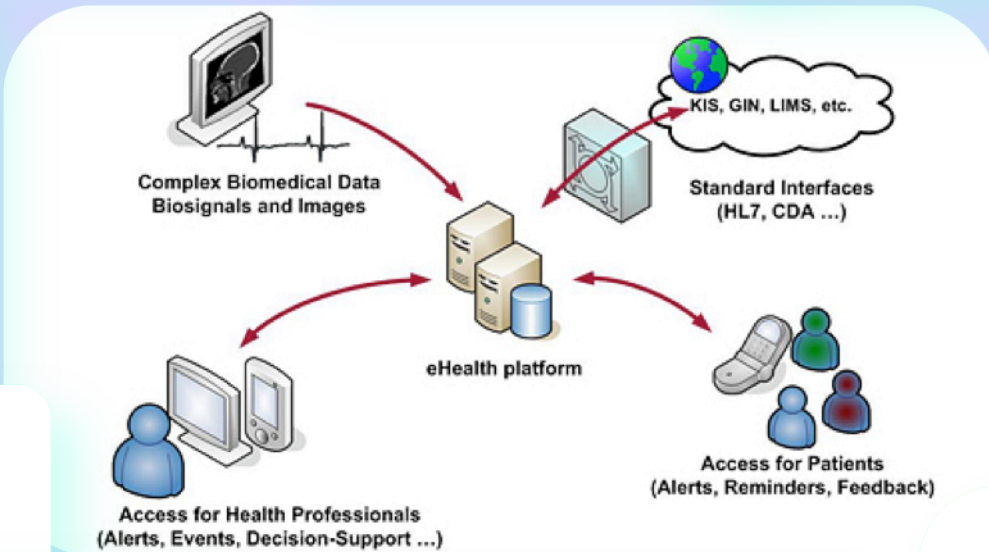 KIS, GIN, LIMS, etc.
Complex Biomedical Data
Biosignals and Images
Standard Interfaces
(HL7, CDA ...)
eHealth platform
Access for Health Professionals
(Alerts, Events, Decision-Support ...)
Access for Patients
(Alerts, Reminders, Feedback)